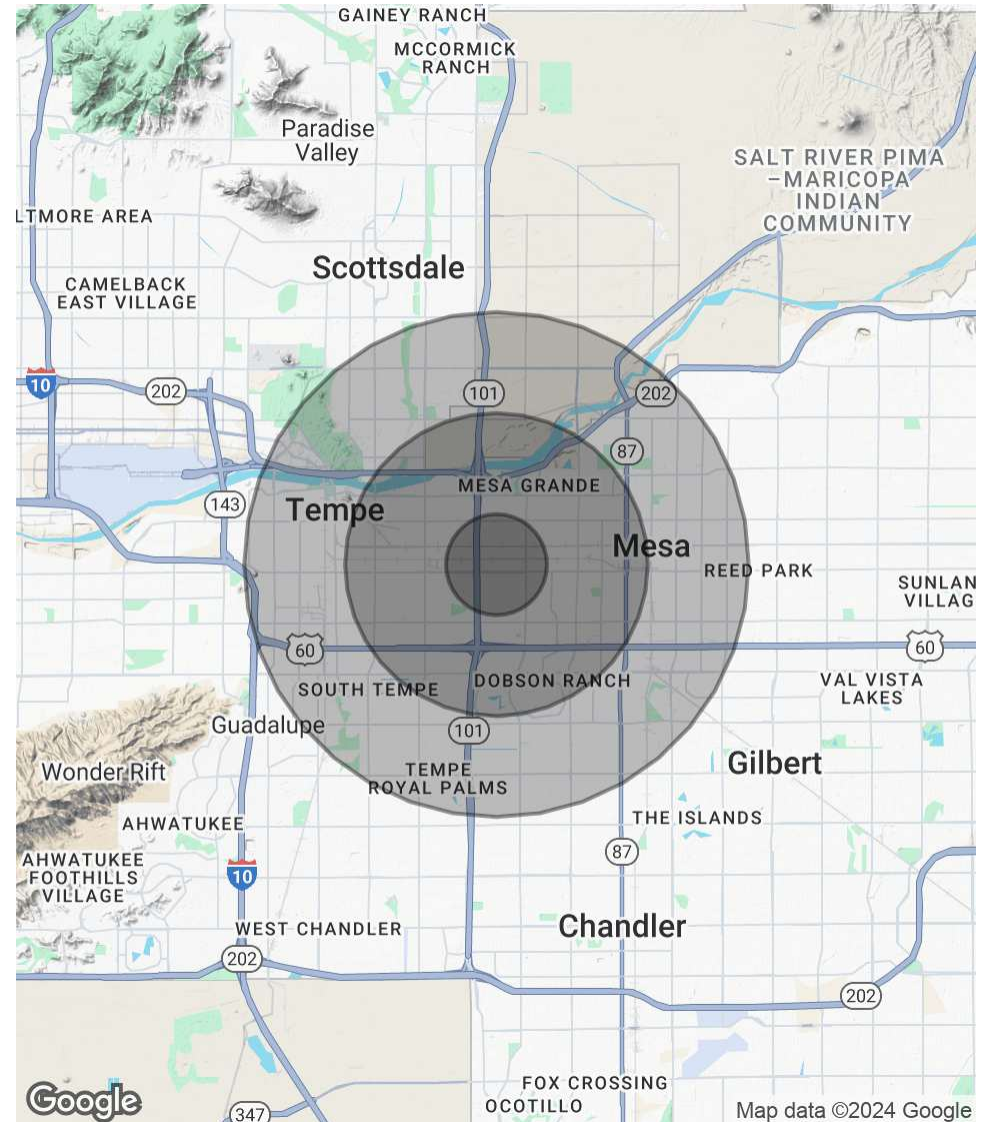 GAINEY RANCH
MCCORMICK
RANCH
Paradise
Valley
SALT RIVER PIMA
–MARICOPA
INDIAN
COMMUNITY
LTMORE AREA
Scottsdale
CAMELBACK
EAST VILLAGE
10
202
101
202
87
MESA GRANDE
143
Tempe
Mesa
REED PARK
SUNLAN
VILLAG
60
60
SOUTH TEMPE
DOBSON RANCH
VAL VISTA
LAKES
Guadalupe
101
Wonder Rift
TEMPE
ROYAL PALMS
Gilbert
AHWATUKEE
THE ISLANDS
87
AHWATUKEE
FOOTHILLS
VILLAGE
10
WEST CHANDLER
Chandler
202
202
FOX CROSSING
OCOTILLO
347
Google
Map data ©2024 Google